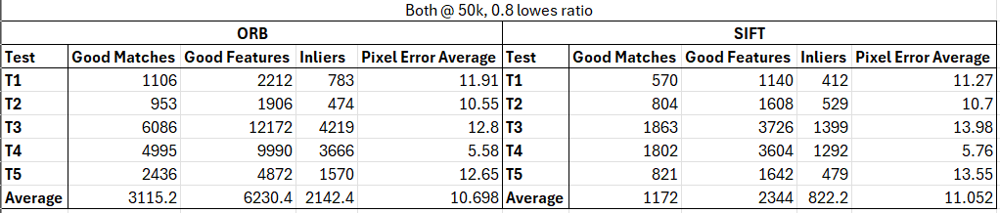 Both @ 50k, 0.8 lowes ratio
ORB SIFT
Test Good Matches Good Features Inliers Pixel Error Average Test Good Matches Good Features Inliers Pixel Error Average
T1 1106 2212 783 11.91 T1 570 1140 412 11.27
T2 953 1906 474 10.55 T2 804 1608 529 10.7
T3 6086 12172 4219 12.8 T3 1863 3726 1399 13.98
T4 4995 9990 3666 5.58 T4 1802 3604 1292 5.76
T5 2436 4872 1570 12.65 T5 821 1642 479 13.55
Average 3115.2 6230.4 2142.4 10.698 Average 1172 2344 822.2 11.052